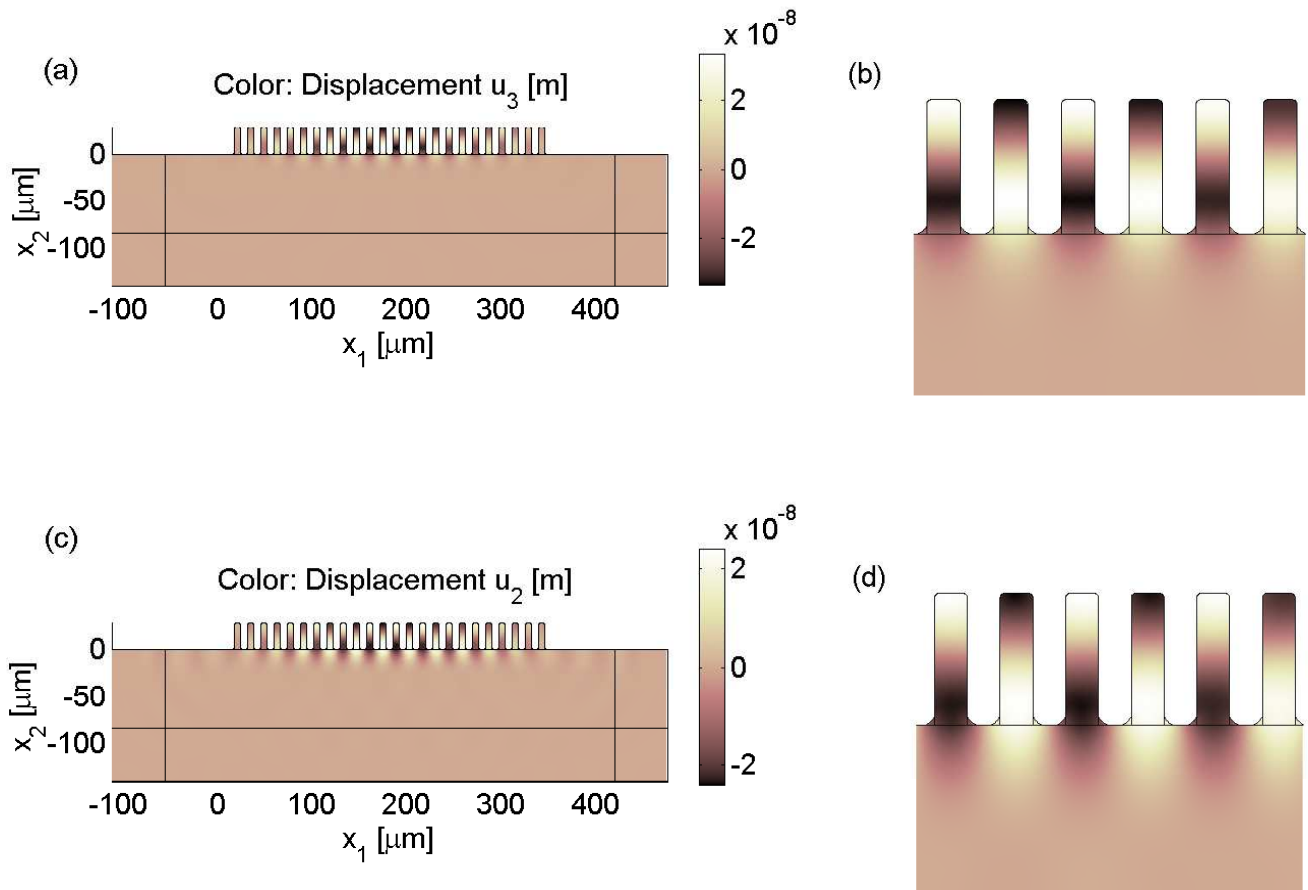 (a)
Color: Displacement u₃ [m]
x 10⁻⁸
2
0
-2
x₂ [μm]
0
-50
-100
-100 0 100 200 300 400
x₁ [μm]
(b)
(c)
Color: Displacement u₂ [m]
x 10⁻⁸
2
0
-2
x₂ [μm]
0
-50
-100
-100 0 100 200 300 400
x₁ [μm]
(d)